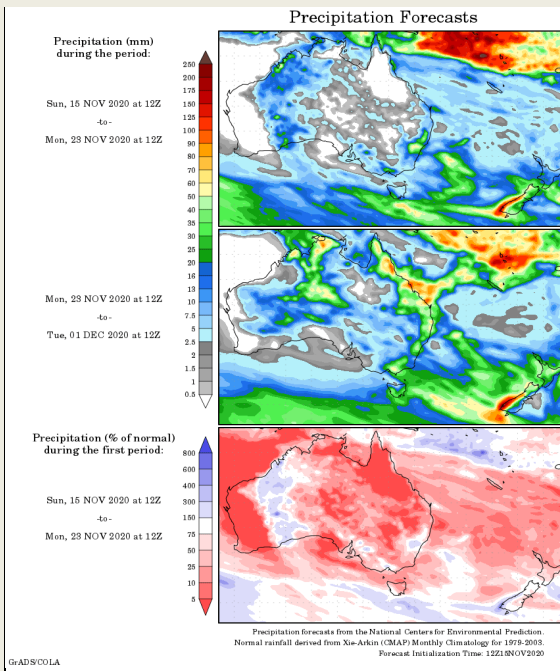 Precipitation Forecasts
Precipitation (mm)
during the period:
Sun, 15 NOV 2020 at 12Z
-to-
Mon, 23 NOV 2020 at 12Z
250
200
175
150
125
100
90
80
70
60
50
40
35
30
25
20
16
13
10
7.5
5
2.5
2
1.5
1
0.5
Mon, 23 NOV 2020 at 12Z
-to-
Tue, 01 DEC 2020 at 12Z
Precipitation (% of normal)
during the first period:
Sun, 15 NOV 2020 at 12Z
-to-
Mon, 23 NOV 2020 at 12Z
800
600
400
300
150
75
50
25
10
5
Precipitation forecasts from the National Centers for Environmental Prediction.
Normal rainfall derived from Xie-Arkin (CMAP) Monthly Climatology for 1979-2003.
Forecast Initialization Time: 12Z15NOV2020
GrADS/COLA